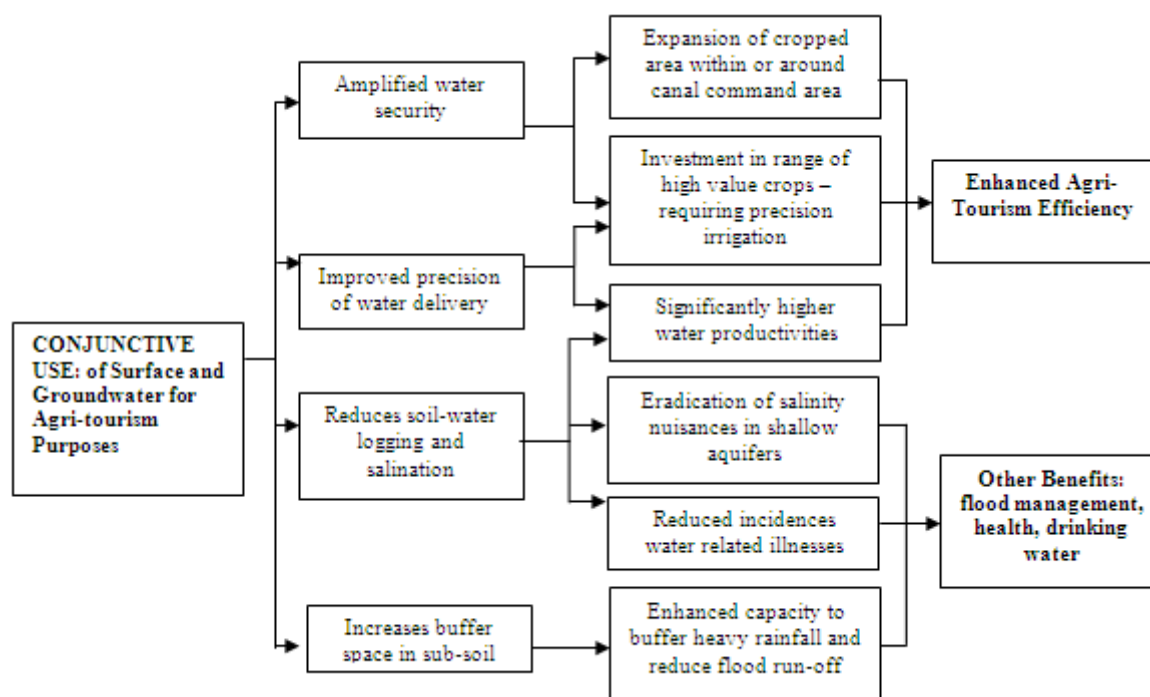 CONJUNCTIVE
USE: of Surface and
Groundwater for
Agri-tourism
Purposes
Amplified water
security
Improved precision
of water delivery
Reduces soil-water
logging and
salination
Increases buffer
space in sub-soil
Expansion of cropped
area within or around
canal command area
Investment in range of
high value crops –
requiring precision
irrigation
Significantly higher
water productivities
Eradication of salinity
nuisances in shallow
aquifers
Reduced incidences
water related illnesses
Enhanced capacity to
buffer heavy rainfall and
reduce flood run-off
Enhanced Agri-
Tourism Efficiency
Other Benefits:
flood management,
health, drinking
water